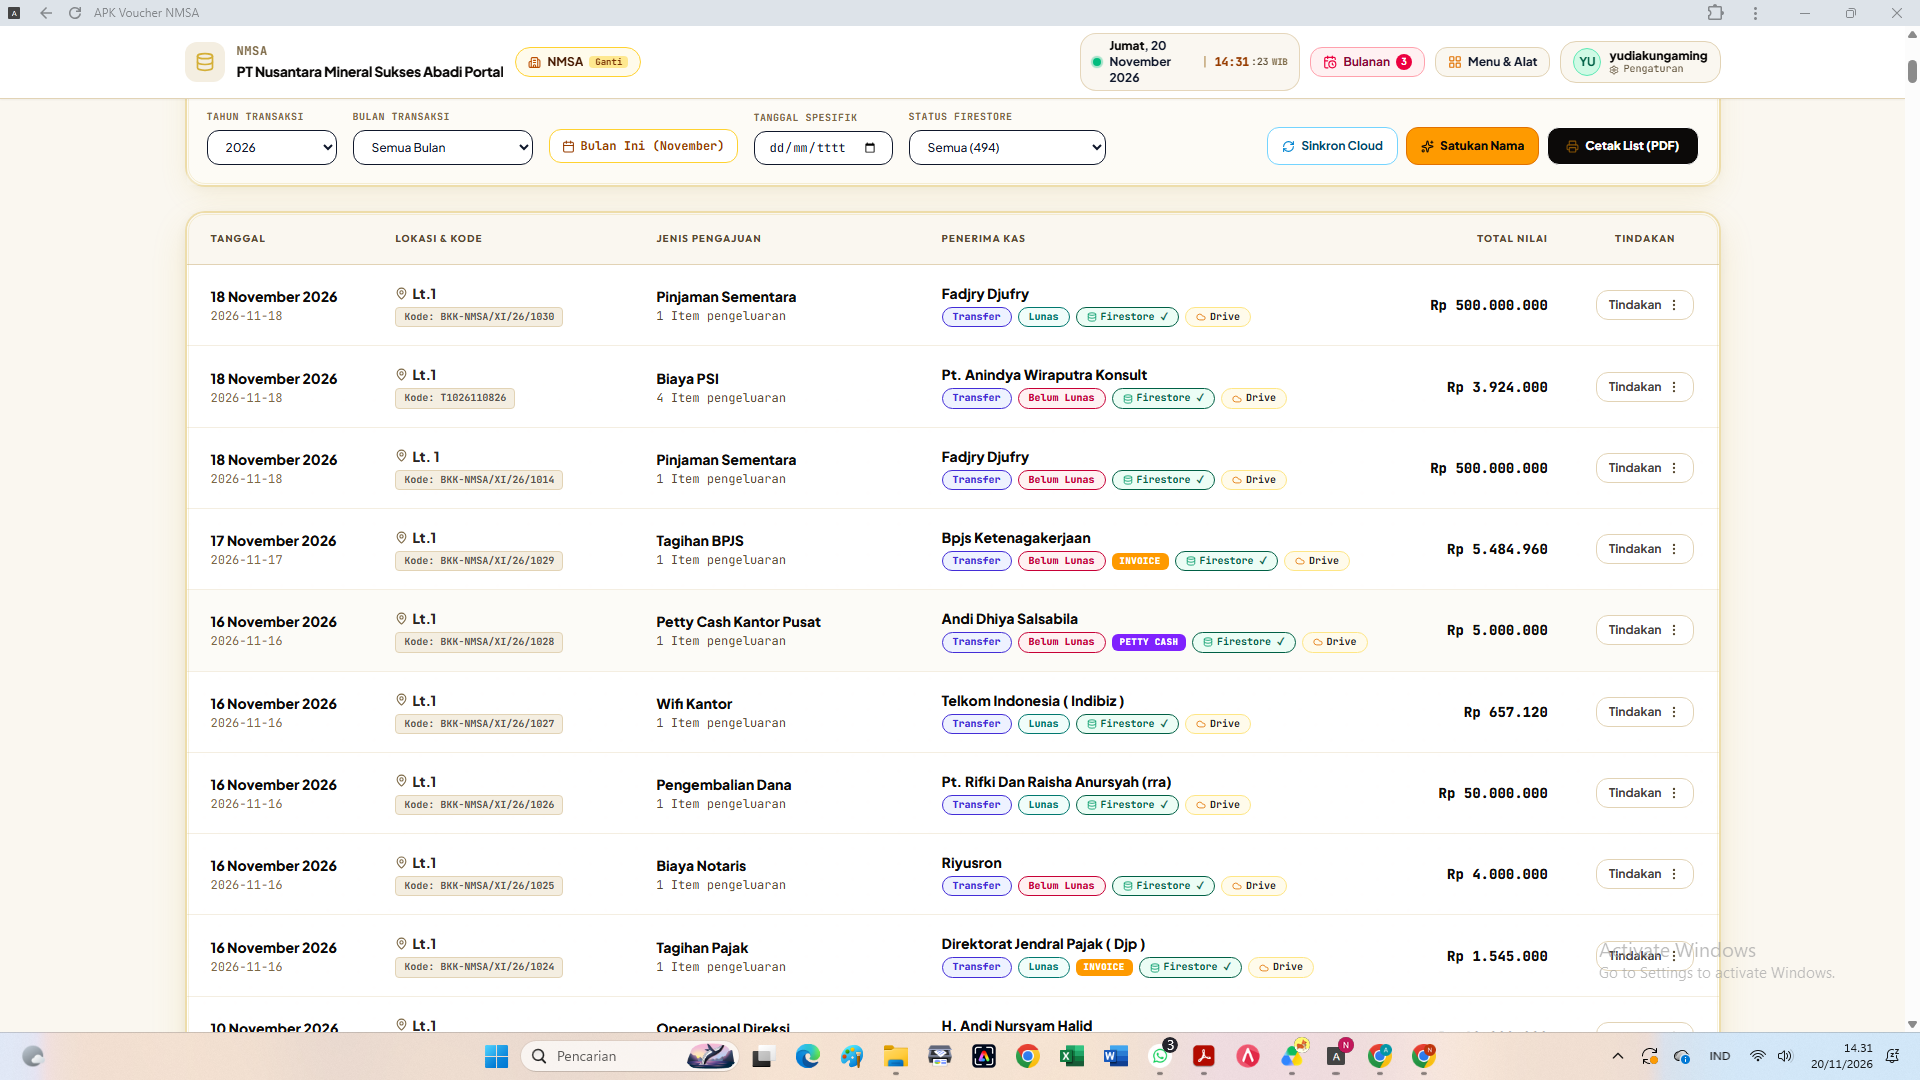 APK Voucher NMSA
NMSA
PT Nusantara Mineral Sukses Abadi Portal
NMSA Ganti
Jumat, 20 November 2026 | 14:31:23 WIB
Bulanan 3
Menu & Alat
YU
yudiakungaming
Pengaturan
TAHUN TRANSAKSI
2026
BULAN TRANSAKSI
Semua Bulan
Bulan Ini (November)
TANGGAL SPESIFIK
dd/mm/tttt
STATUS FIRESTORE
Semua (494)
Sinkron Cloud
Satukan Nama
Cetak List (PDF)
TANGGAL LOKASI & KODE JENIS PENGAJUAN PENERIMA KAS TOTAL NILAI TINDAKAN
18 November 2026 Lt.1 Pinjaman Sementara Fadjry Djufry Rp 500.000.000 Tindakan
2026-11-18 Kode: BKK-NMSA/XI/26/1030 1 Item pengeluaran Transfer Lunas Firestore ✓ Drive
18 November 2026 Lt.1 Biaya PSI Pt. Anindya Wiraputra Konsult Rp 3.924.000 Tindakan
2026-11-18 Kode: T1026110826 4 Item pengeluaran Transfer Belum Lunas Firestore ✓ Drive
18 November 2026 Lt. 1 Pinjaman Sementara Fadjry Djufry Rp 500.000.000 Tindakan
2026-11-18 Kode: BKK-NMSA/XI/26/1014 1 Item pengeluaran Transfer Belum Lunas Firestore ✓ Drive
17 November 2026 Lt.1 Tagihan BPJS Bpjs Ketenagakerjaan Rp 5.484.960 Tindakan
2026-11-17 Kode: BKK-NMSA/XI/26/1029 1 Item pengeluaran Transfer Belum Lunas INVOICE Firestore ✓ Drive
16 November 2026 Lt.1 Petty Cash Kantor Pusat Andi Dhiya Salsabila Rp 5.000.000 Tindakan
2026-11-16 Kode: BKK-NMSA/XI/26/1028 1 Item pengeluaran Transfer Belum Lunas PETTY CASH Firestore ✓ Drive
16 November 2026 Lt.1 Wifi Kantor Telkom Indonesia ( Indibiz ) Rp 657.120 Tindakan
2026-11-16 Kode: BKK-NMSA/XI/26/1027 1 Item pengeluaran Transfer Lunas Firestore ✓ Drive
16 November 2026 Lt.1 Pengembalian Dana Pt. Rifki Dan Raisha Anursyah (rra) Rp 50.000.000 Tindakan
2026-11-16 Kode: BKK-NMSA/XI/26/1026 1 Item pengeluaran Transfer Lunas Firestore ✓ Drive
16 November 2026 Lt.1 Biaya Notaris Riyusron Rp 4.000.000 Tindakan
2026-11-16 Kode: BKK-NMSA/XI/26/1025 1 Item pengeluaran Transfer Belum Lunas Firestore ✓ Drive
16 November 2026 Lt.1 Tagihan Pajak Direktorat Jendral Pajak ( Djp ) Rp 1.545.000 Tindakan
2026-11-16 Kode: BKK-NMSA/XI/26/1024 1 Item pengeluaran Transfer Lunas INVOICE Firestore ✓ Drive
10 November 2026 Lt.1 Operasional Direksi H. Andi Nursyam Halid
Activate Windows
Go to Settings to activate Windows.
Pencarian
3
N
IND
14.31
20/11/2026